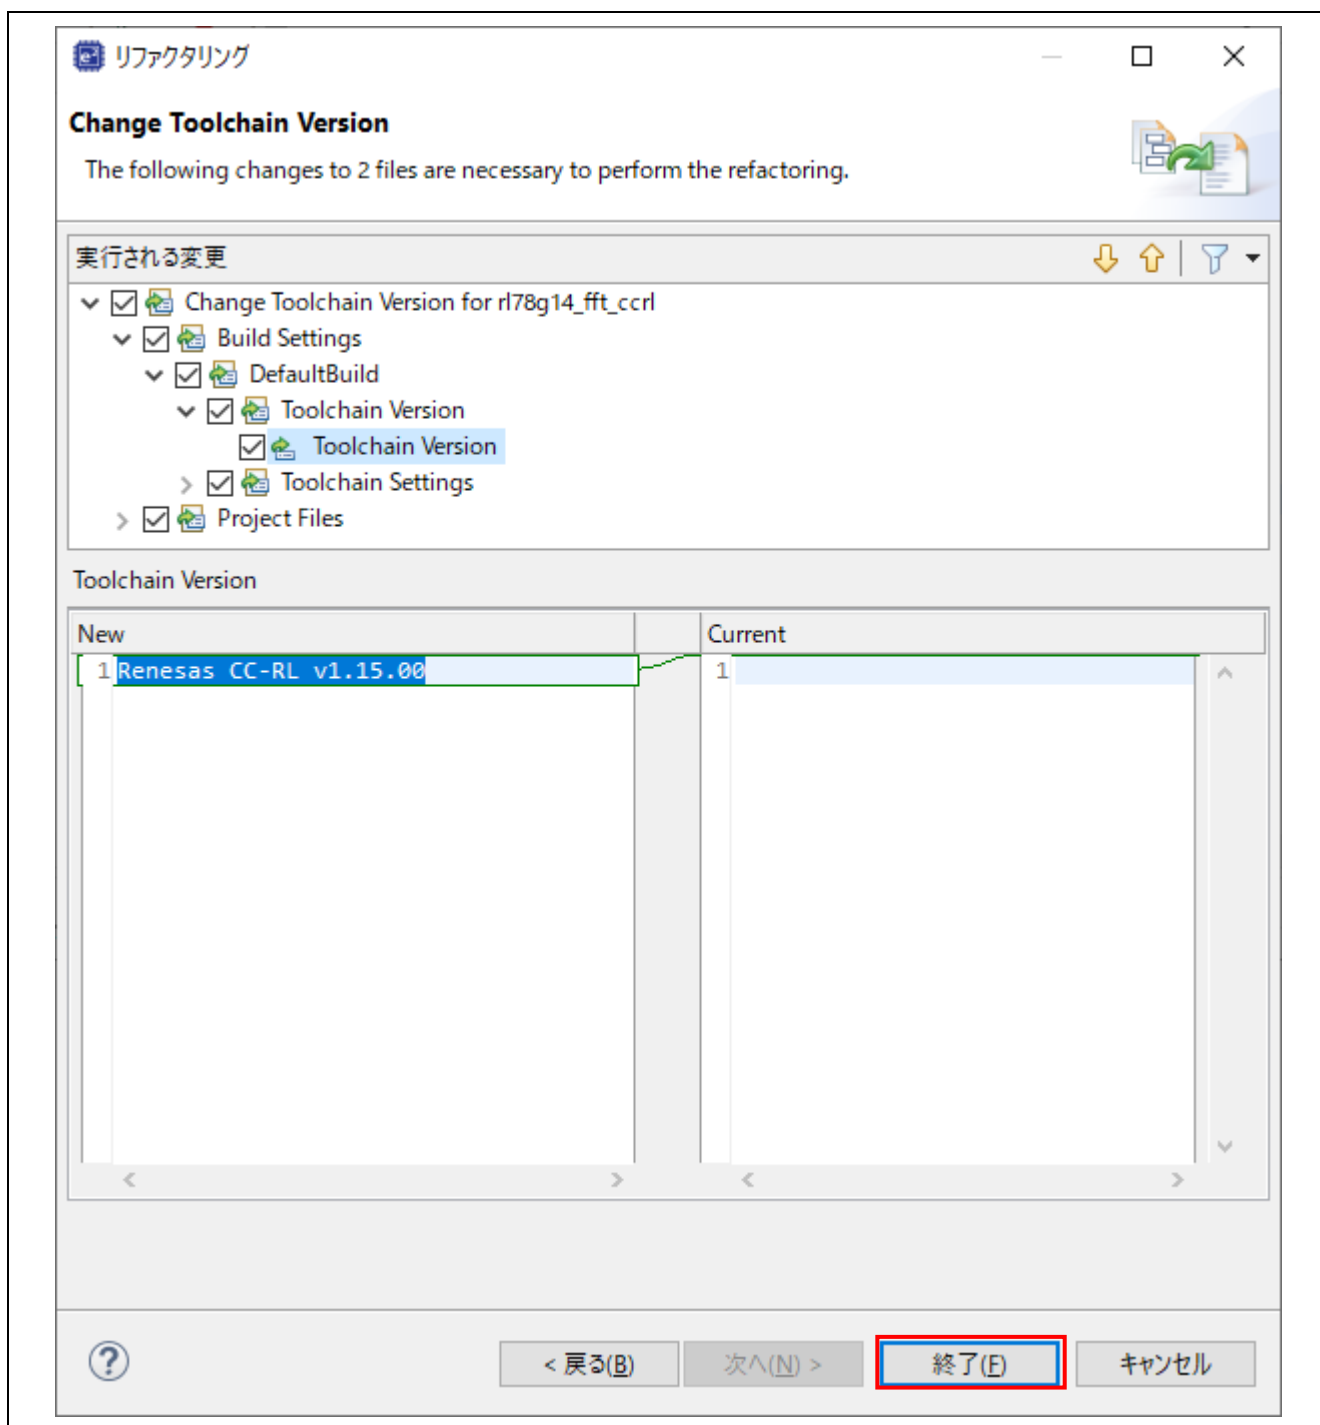 リファクタリング
Change Toolchain Version
The following changes to 2 files are necessary to perform the refactoring.
実行される変更
Change Toolchain Version for rl78g14_fft_ccrl
Build Settings
DefaultBuild
Toolchain Version
Toolchain Version
Toolchain Settings
Project Files
Toolchain Version
New Current
1 Renesas CC-RL v1.15.00 1
< 戻る(B) 次へ(N) > 終了(F) キャンセル